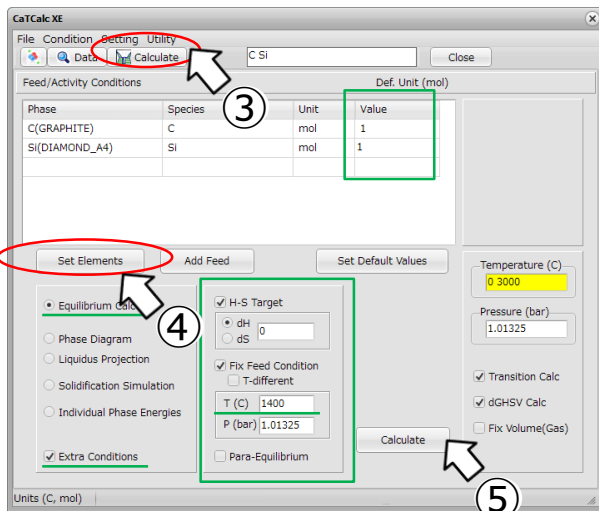 CaTCalc XE
File Condition Setting Utility
Data Calculate C Si Close
③
Feed/Activity Conditions Def. Unit (mol)
Phase Species Unit Value
C(GRAPHITE) C mol 1
Si(DIAMOND_A4) Si mol 1
Set Elements Add Feed Set Default Values
④
Temperature (C)
0 3000
Pressure (bar)
1.01325
Transition Calc
dGHSV Calc
Fix Volume(Gas)
Equilibrium Calc
Phase Diagram
Liquidus Projection
Solidification Simulation
Individual Phase Energies
Extra Conditions
H-S Target
dH 0
dS
Fix Feed Condition
T-different
T (C) 1400
P (bar) 1.01325
Para-Equilibrium
Calculate
⑤
Units (C, mol)